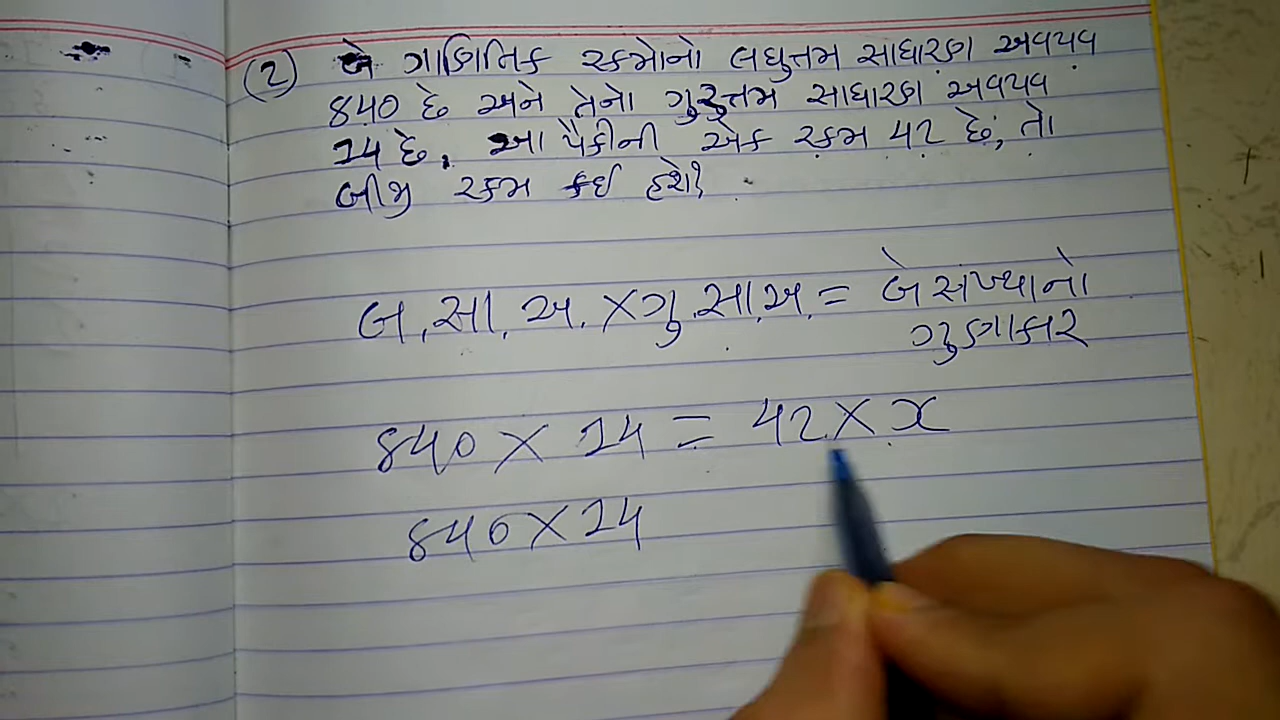 (2) બે ગાણિતિક રકમોનો લઘુત્તમ સાધારણ અવયવ
840 છે અને તેનો ગુરુત્તમ સાધારણ અવયવ
14 છે. આ પૈકીની એક રકમ 42 છે, તો
બીજી રકમ કઈ હશે?
લ.સા.અ. × ગુ.સા.અ. = બે સંખ્યાનો
ગુણાકાર
840 × 14 = 42 × x
840 × 14